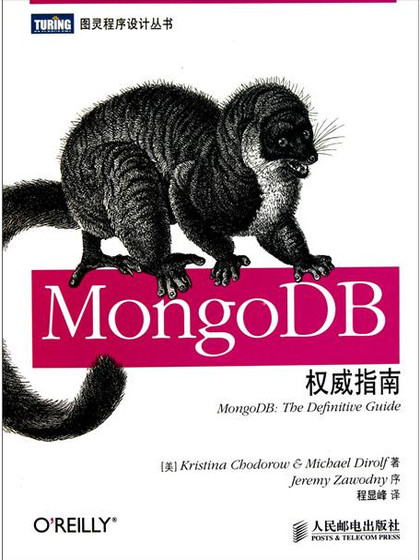 TURING 图灵程序设计丛书
MongoDB
权威指南
MongoDB: The Definitive Guide
[美] Kristina Chodorow & Michael Dirolf 著
Jeremy Zawodny 序
程显峰 译
O'REILLY®
人民邮电出版社
POSTS & TELECOM PRESS